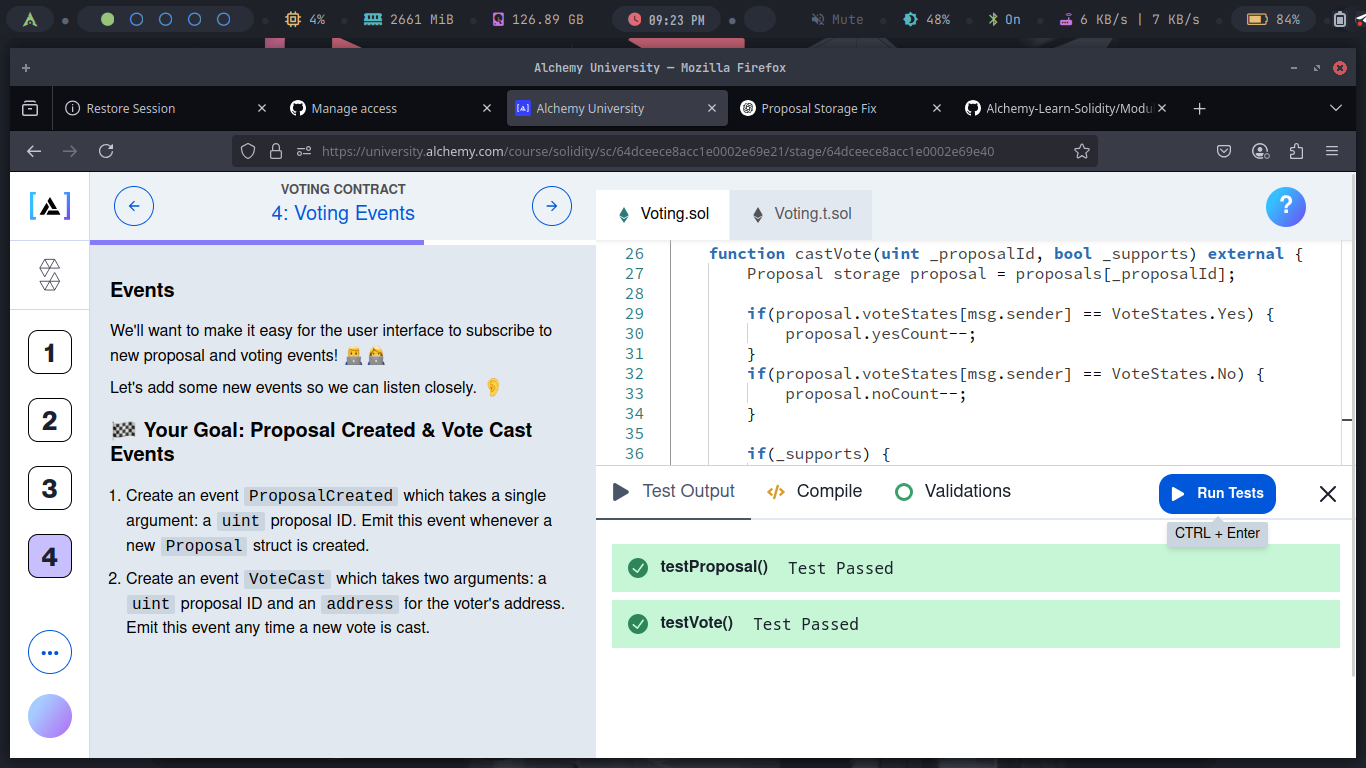 4%
2661 MiB
126.89 GB
09:23 PM
Mute
48%
On
6 KB/s | 7 KB/s
84%
Alchemy University — Mozilla Firefox
Restore Session
Manage access
Alchemy University
Proposal Storage Fix
Alchemy-Learn-Solidity/Modu
https://university.alchemy.com/course/solidity/sc/64dceece8acc1e0002e69e21/stage/64dceece8acc1e0002e69e40
VOTING CONTRACT
4: Voting Events
1
2
3
4
Events
We'll want to make it easy for the user interface to subscribe to
new proposal and voting events!
Let's add some new events so we can listen closely.
Your Goal: Proposal Created & Vote Cast
Events
1. Create an event ProposalCreated which takes a single
argument: a uint proposal ID. Emit this event whenever a
new Proposal struct is created.
2. Create an event VoteCast which takes two arguments: a
uint proposal ID and an address for the voter's address.
Emit this event any time a new vote is cast.
Voting.sol
Voting.t.sol
?
26 function castVote(uint _proposalId, bool _supports) external {
27 Proposal storage proposal = proposals[_proposalId];
28
29 if(proposal.voteStates[msg.sender] == VoteStates.Yes) {
30 proposal.yesCount--;
31 }
32 if(proposal.voteStates[msg.sender] == VoteStates.No) {
33 proposal.noCount--;
34 }
35
36 if(_supports) {
Test Output
Compile
Validations
Run Tests
CTRL + Enter
testProposal() Test Passed
testVote() Test Passed